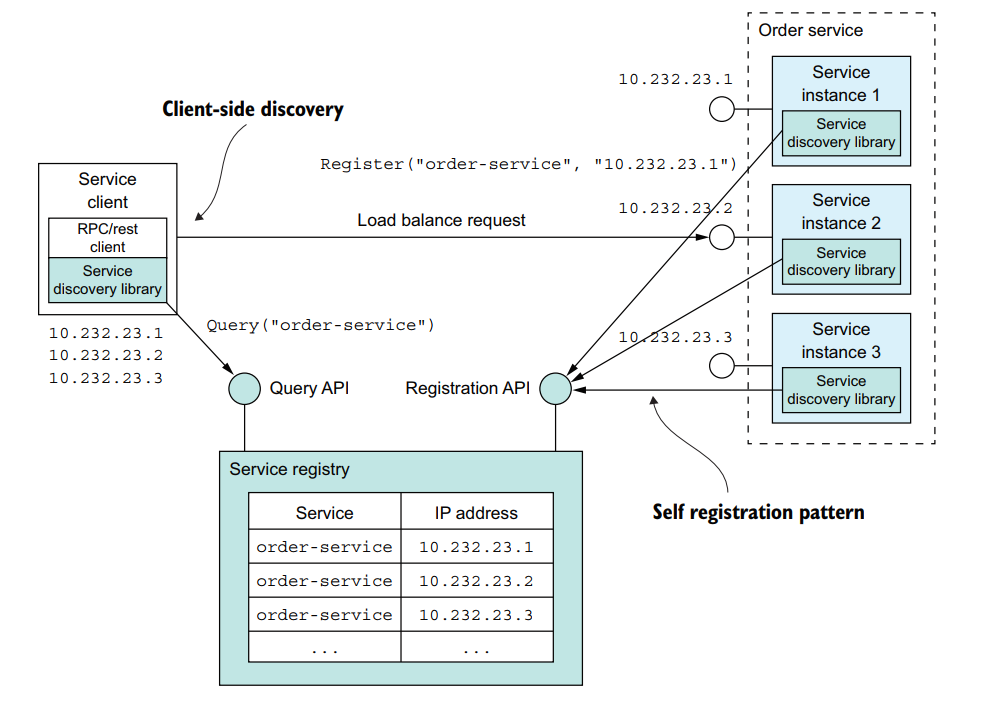 Order service
10.232.23.1
Service
instance 1
Service
discovery library
Client-side discovery
Register("order-service", "10.232.23.1")
Service
client
RPC/rest
client
Service
discovery library
10.232.23.1
10.232.23.2
10.232.23.3
Load balance request
10.232.23.2
Service
instance 2
Service
discovery library
Query("order-service")
10.232.23.3
Service
instance 3
Service
discovery library
Query API
Registration API
Self registration pattern
Service registry
Service IP address
order-service 10.232.23.1
order-service 10.232.23.2
order-service 10.232.23.3
... ...